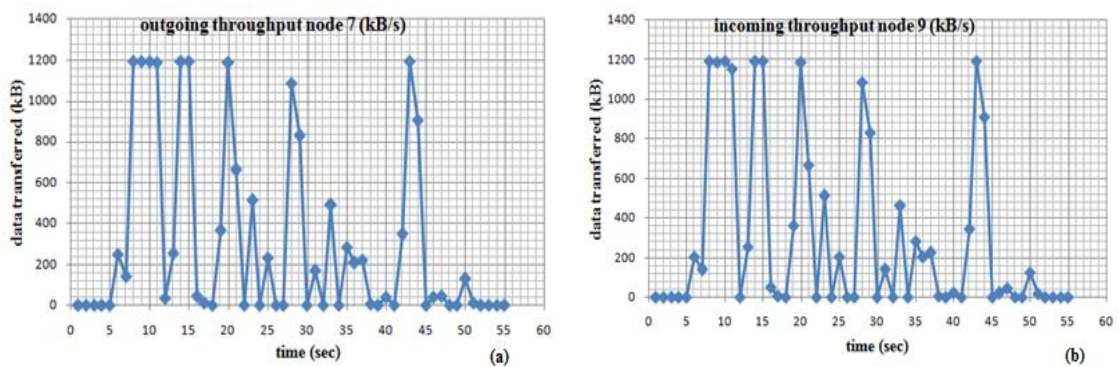 outgoing throughput node 7 (kB/s)
data transferred (kB)
1400
1200
1000
800
600
400
200
0
0 5 10 15 20 25 30 35 40 45 50 55 60
time (sec)
(a)
incoming throughput node 9 (kB/s)
data transferred (kB)
1400
1200
1000
800
600
400
200
0
0 5 10 15 20 25 30 35 40 45 50 55 60
time (sec)
(b)